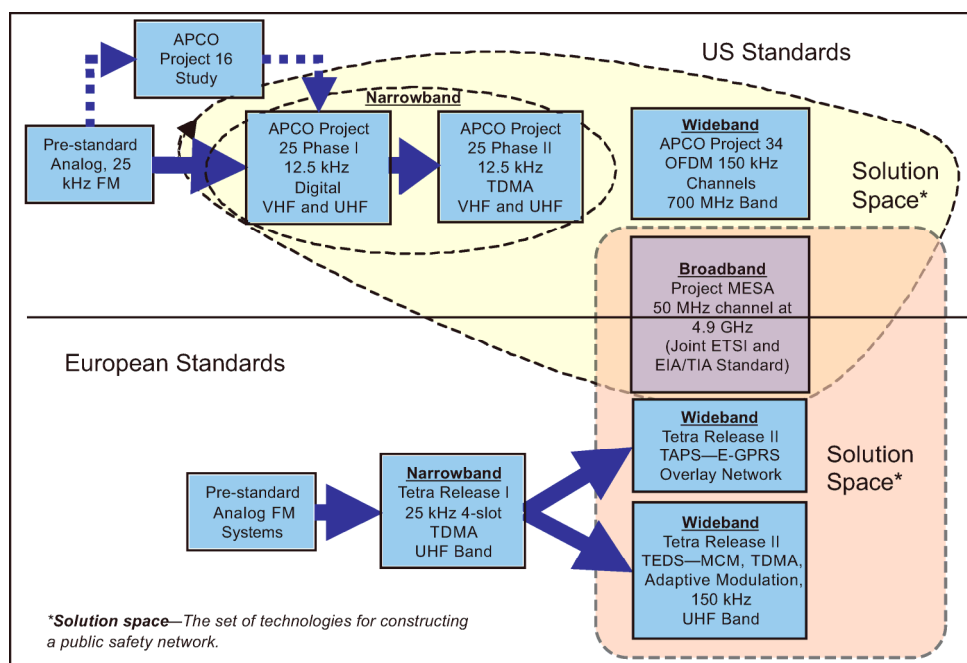 US Standards
APCO
Project 16
Study
Narrowband
Pre-standard
Analog, 25
kHz FM
APCO Project
25 Phase I
12.5 kHz
Digital
VHF and UHF
APCO Project
25 Phase II
12.5 kHz
TDMA
VHF and UHF
Wideband
APCO Project 34
OFDM 150 kHz
Channels
700 MHz Band
Solution
Space*
Broadband
Project MESA
50 MHz channel at
4.9 GHz
(Joint ETSI and
EIA/TIA Standard)
European Standards
Pre-standard
Analog FM
Systems
Narrowband
Tetra Release I
25 kHz 4-slot
TDMA
UHF Band
Wideband
Tetra Release II
TAPS—E-GPRS
Overlay Network
Solution
Space*
Wideband
Tetra Release II
TEDS—MCM, TDMA,
Adaptive Modulation,
150 kHz
UHF Band
*Solution space—The set of technologies for constructing
a public safety network.